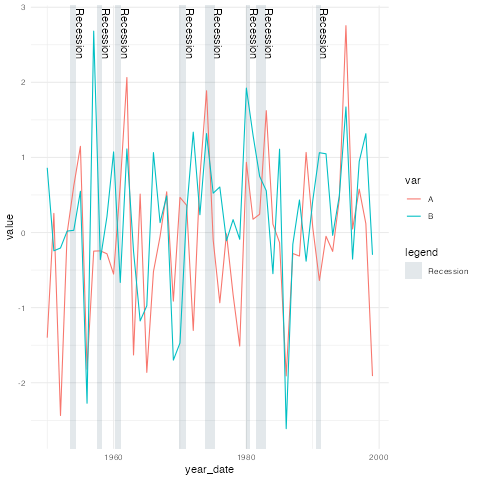 3
2
1
0
-1
-2
value
Recession
Recession
Recession
Recession
Recession
Recession
Recession
Recession
1960
1980
2000
year_date
var
A
B
legend
Recession